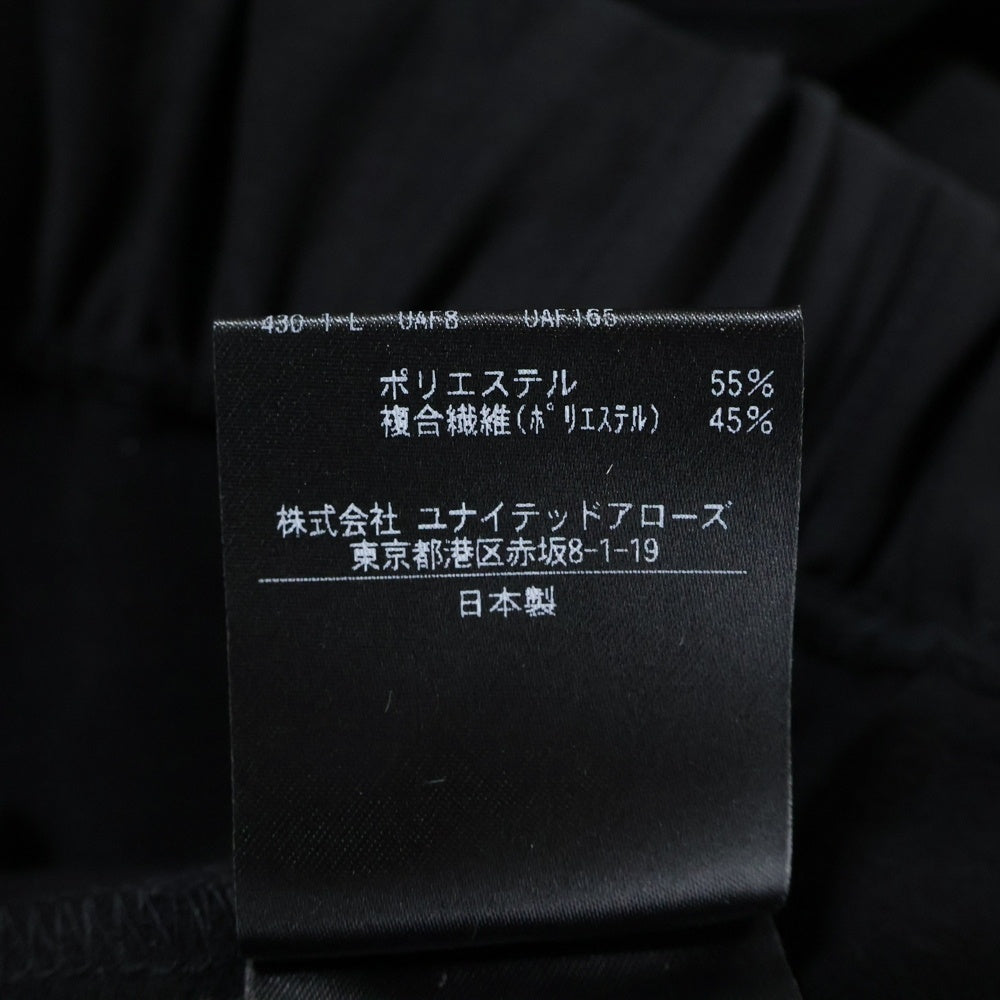 UAF8 UAF165
ポリエステル 55%
複合繊維(ポリエステル) 45%
株式会社 ユナイテッドアローズ
東京都港区赤坂8-1-19
日本製